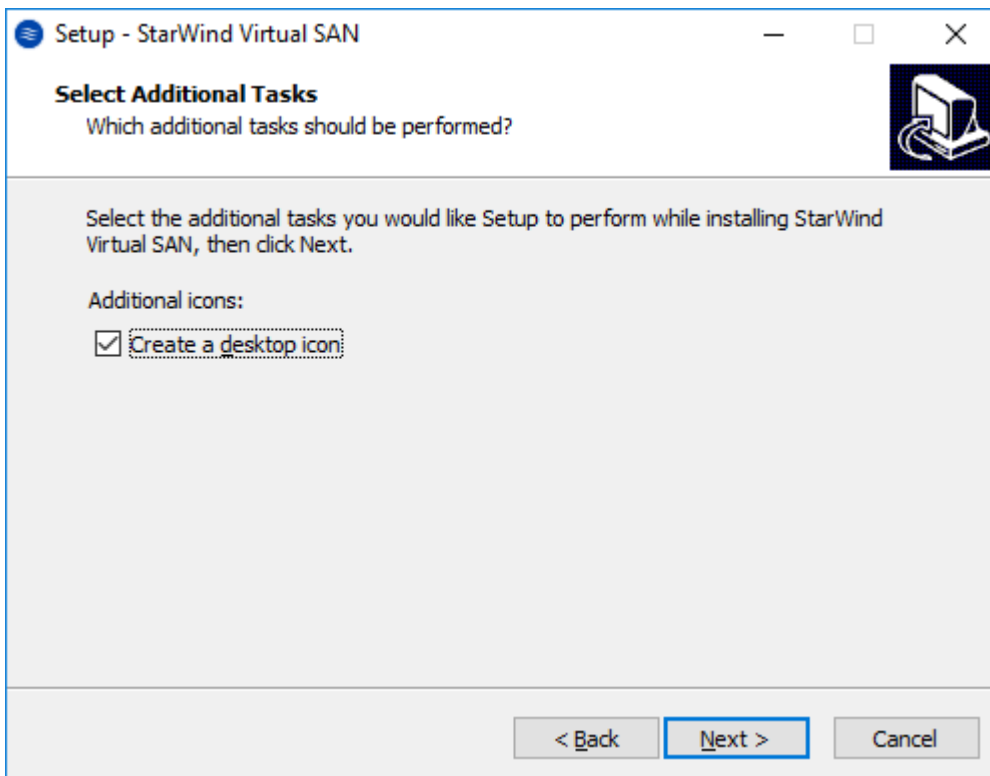 Setup - StarWind Virtual SAN
Select Additional Tasks
Which additional tasks should be performed?
Select the additional tasks you would like Setup to perform while installing StarWind
Virtual SAN, then click Next.
Additional icons:
Create a desktop icon
< Back
Next >
Cancel